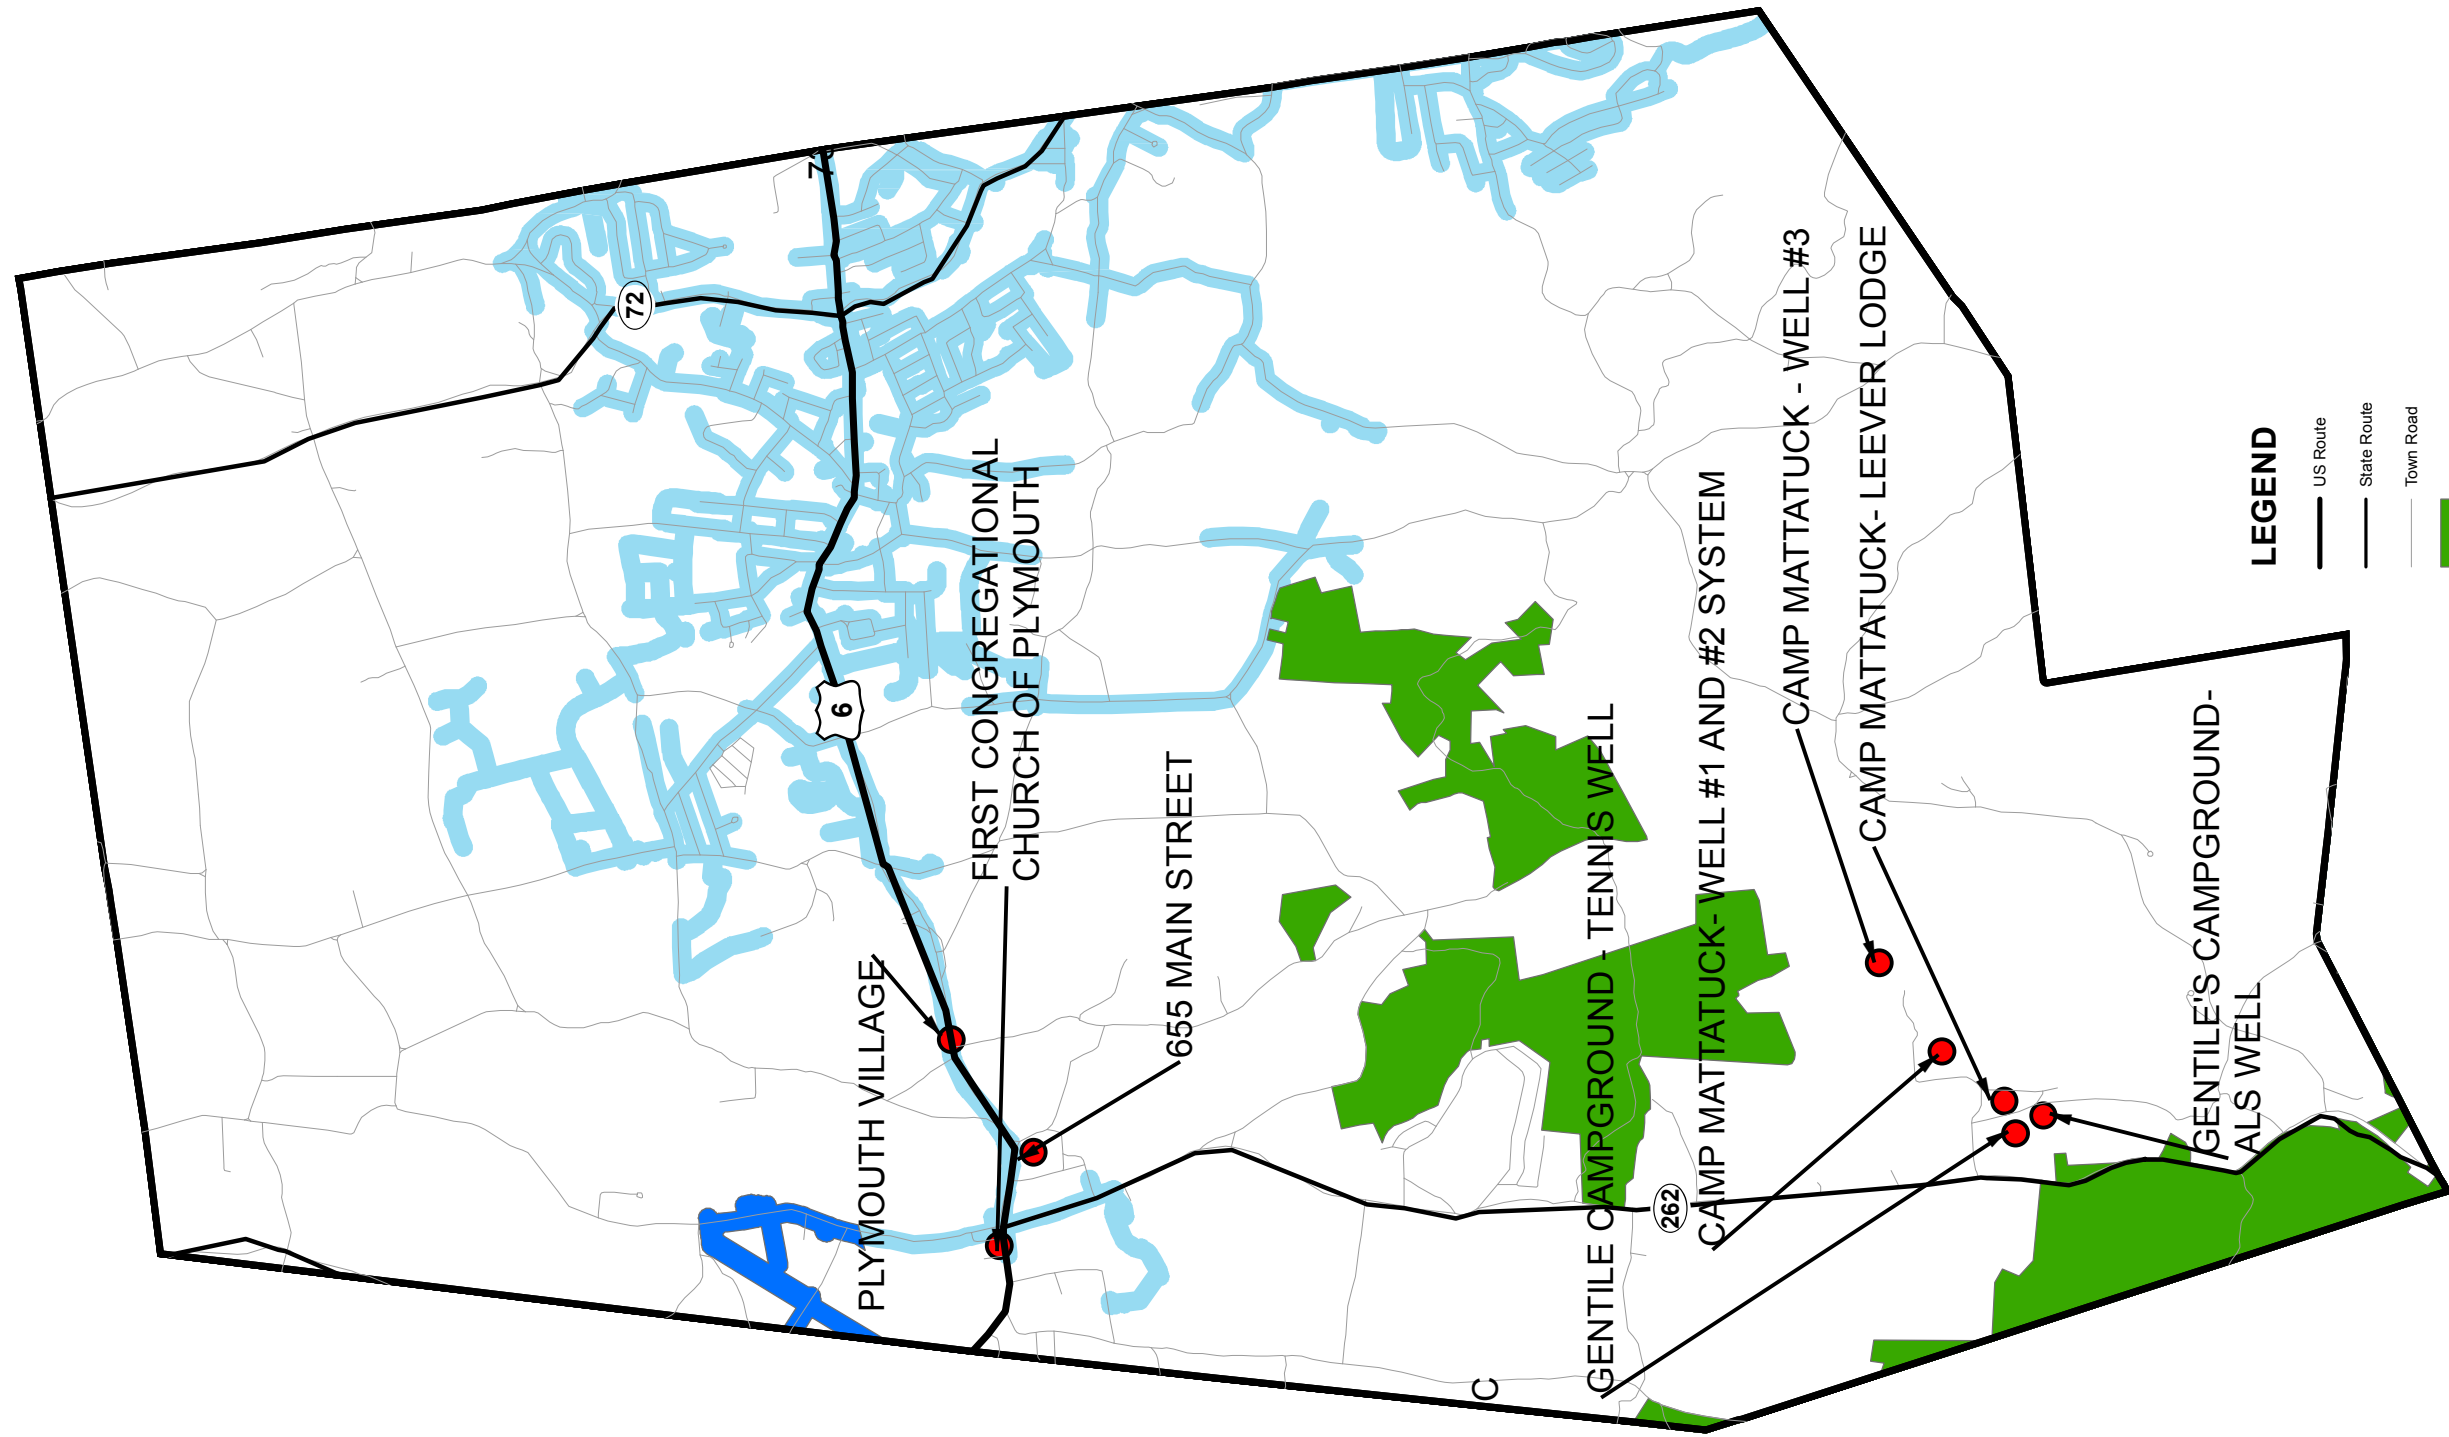 72
7
6
FIRST CONGREGATIONAL
CHURCH OF PLYMOUTH
655 MAIN STREET
PLYMOUTH VILLAGE
CAMP MATTATUCK - WELL #3
CAMP MATTATUCK- LEEVER LODGE
CAMP MATTATUCK- WELL #1 AND #2 SYSTEM
GENTILE CAMPGROUND - TENNIS WELL
GENTILE'S CAMPGROUND-
ALS WELL
262
C
LEGEND
US Route
State Route
Town Road